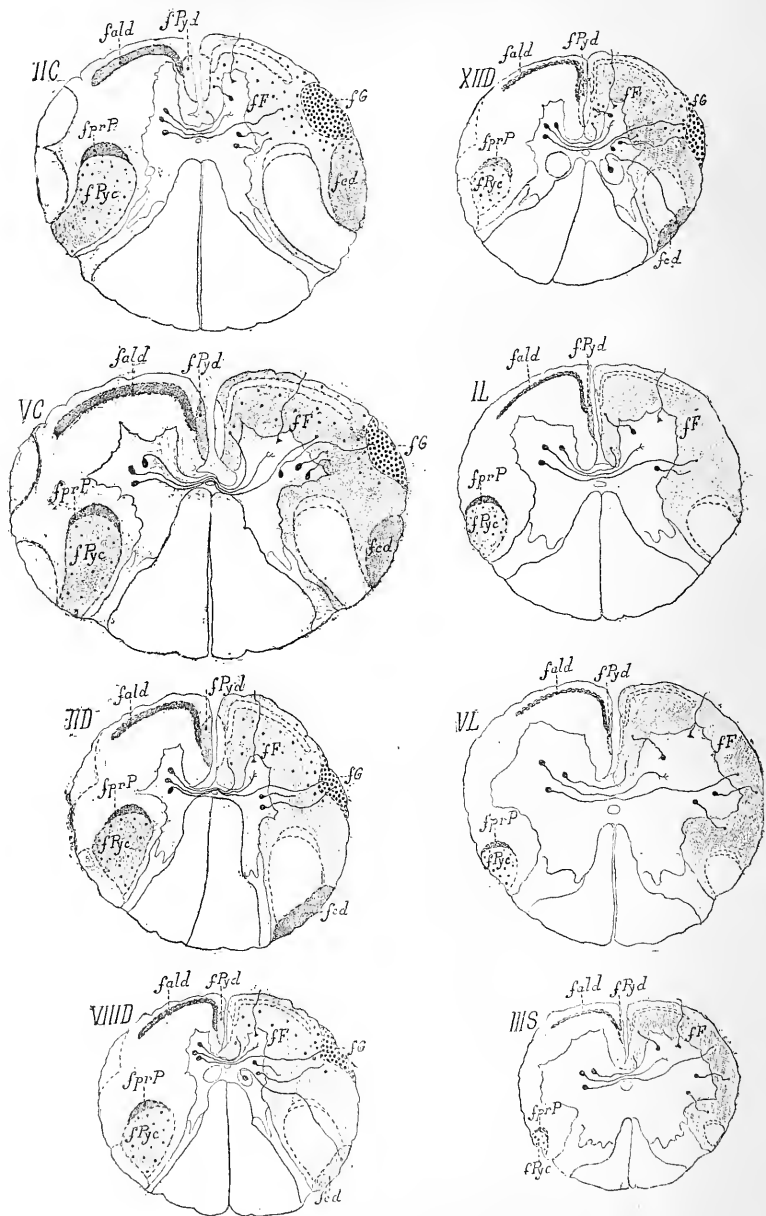 IIC fald fPyd fF fG fprP fPyc fcd
XIID fald fPyd fF fG fprP fPyc fcd
VC fald fPyd fF fG fprP fPyc fcd
IL fald fPyd fF fprP fPyc
IID fald fPyd fF fG fprP fPyc fcd
VL fald fPyd fF fprP fPyc
VIIID fald fPyd fF fG fprP fPyc fcd
IIIS fald fPyd fF fprP fPyc